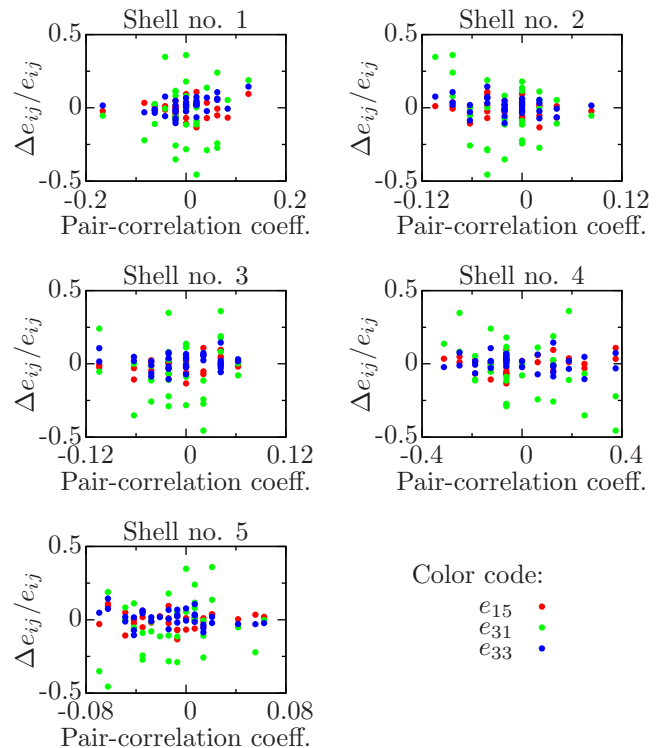 Shell no. 1
Shell no. 2
0.5
0
-0.5
Δe_ij/e_ij
-0.2 0 0.2
Pair-correlation coeff.
0.5
0
-0.5
Δe_ij/e_ij
-0.12 0 0.12
Pair-correlation coeff.
Shell no. 3
Shell no. 4
0.5
0
-0.5
Δe_ij/e_ij
-0.12 0 0.12
Pair-correlation coeff.
0.5
0
-0.5
Δe_ij/e_ij
-0.4 0 0.4
Pair-correlation coeff.
Shell no. 5
0.5
0
-0.5
Δe_ij/e_ij
-0.08 0 0.08
Pair-correlation coeff.
Color code:
e_15
e_31
e_33